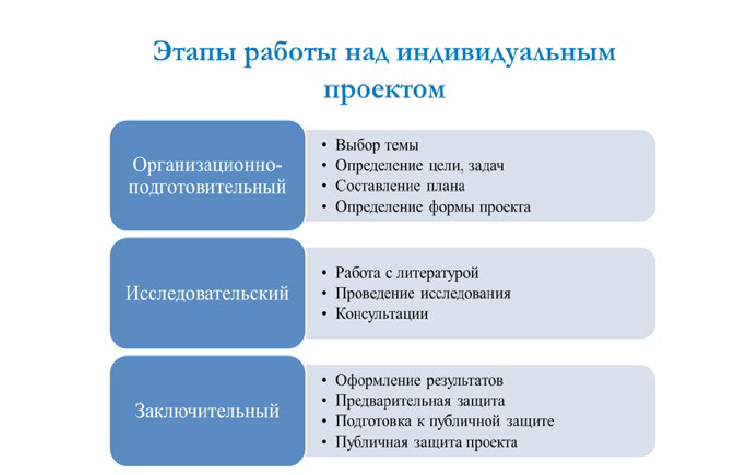 Этапы работы над индивидуальным
проектом
Организационно-
подготовительный
• Выбор темы
• Определение цели, задач
• Составление плана
• Определение формы проекта
Исследовательский
• Работа с литературой
• Проведение исследования
• Консультации
Заключительный
• Оформление результатов
• Предварительная защита
• Подготовка к публичной защите
• Публичная защита проекта